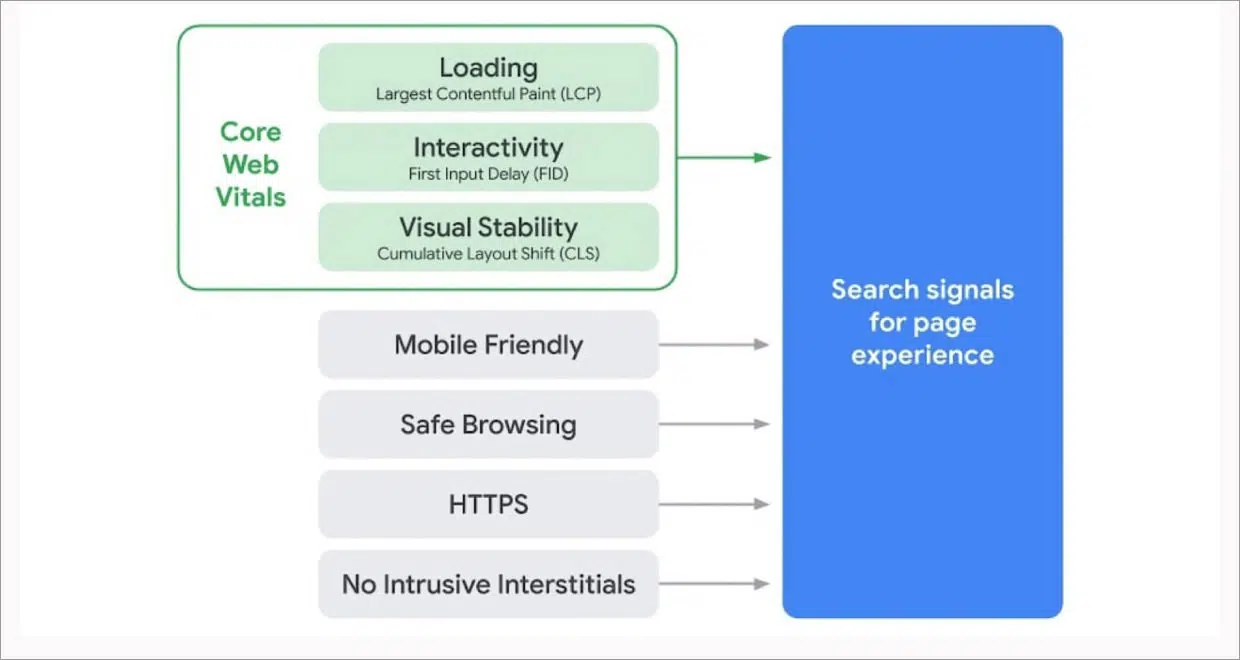 Core
Web
Vitals
Loading
Largest Contentful Paint (LCP)
Interactivity
First Input Delay (FID)
Visual Stability
Cumulative Layout Shift (CLS)
Mobile Friendly
Safe Browsing
HTTPS
No Intrusive Interstitials
Search signals
for page
experience